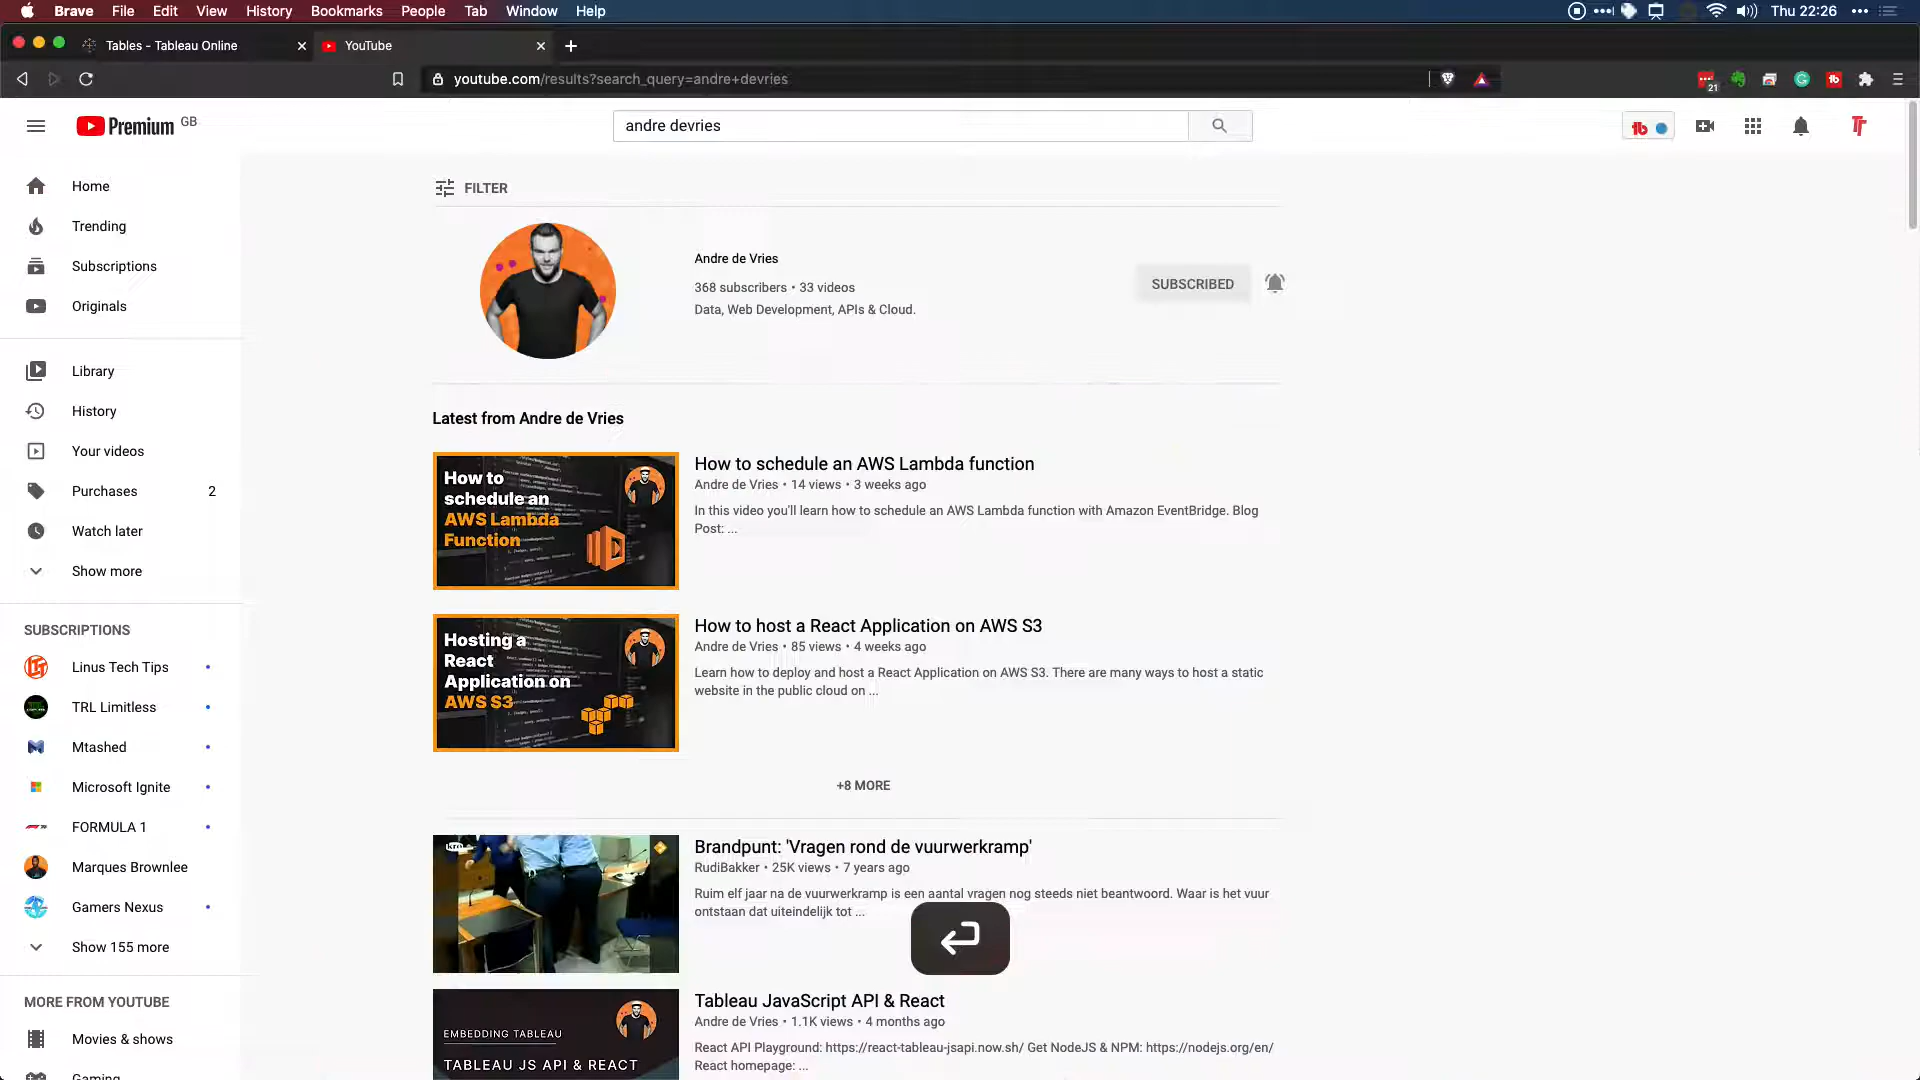 Brave File Edit View History Bookmarks People Tab Window Help Thu 22:26
Tables - Tableau Online YouTube
youtube.com/results?search_query=andre+devries 21
Premium GB andre devries
Home
Trending
Subscriptions
Originals
Library
History
Your videos
Purchases 2
Watch later
Show more
SUBSCRIPTIONS
Linus Tech Tips
TRL Limitless
Mtashed
Microsoft Ignite
FORMULA 1
Marques Brownlee
Gamers Nexus
Show 155 more
MORE FROM YOUTUBE
Movies & shows
Gaming
FILTER
Andre de Vries
368 subscribers • 33 videos
Data, Web Development, APIs & Cloud.
SUBSCRIBED
Latest from Andre de Vries
How to
schedule an
AWS Lambda
Function
How to schedule an AWS Lambda function
Andre de Vries • 14 views • 3 weeks ago
In this video you'll learn how to schedule an AWS Lambda function with Amazon EventBridge. Blog
Post: ...
Hosting a
React
Application on
AWS S3
How to host a React Application on AWS S3
Andre de Vries • 85 views • 4 weeks ago
Learn how to deploy and host a React Application on AWS S3. There are many ways to host a static
website in the public cloud on ...
+8 MORE
kro
Brandpunt: 'Vragen rond de vuurwerkramp'
RudiBakker • 25K views • 7 years ago
Ruim elf jaar na de vuurwerkramp is een aantal vragen nog steeds niet beantwoord. Waar is het vuur
ontstaan dat uiteindelijk tot ...
EMBEDDING TABLEAU
TABLEAU JS API & REACT
Tableau JavaScript API & React
Andre de Vries • 1.1K views • 4 months ago
React API Playground: https://react-tableau-jsapi.now.sh/ Get NodeJS & NPM: https://nodejs.org/en/
React homepage: ...